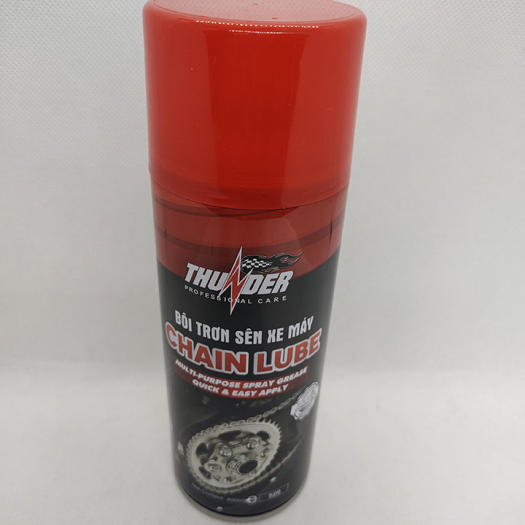 THUNDER
PROFESSIONAL CARE
BÔI TRƠN SÊN XE MÁY
CHAIN LUBE
MULTI-PURPOSE SPRAY GREASE
QUICK & EASY APPLY